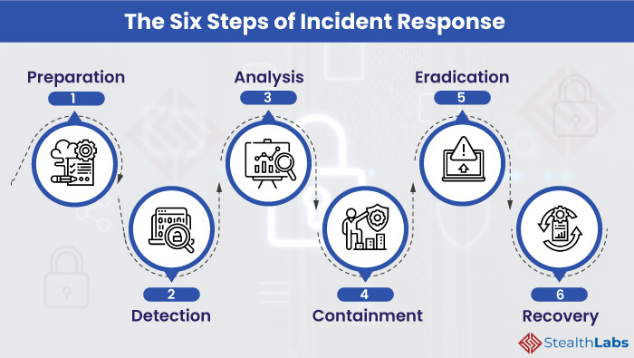 The Six Steps of Incident Response
Preparation
1
Detection
2
Analysis
3
Containment
4
Eradication
5
Recovery
6
StealthLabs